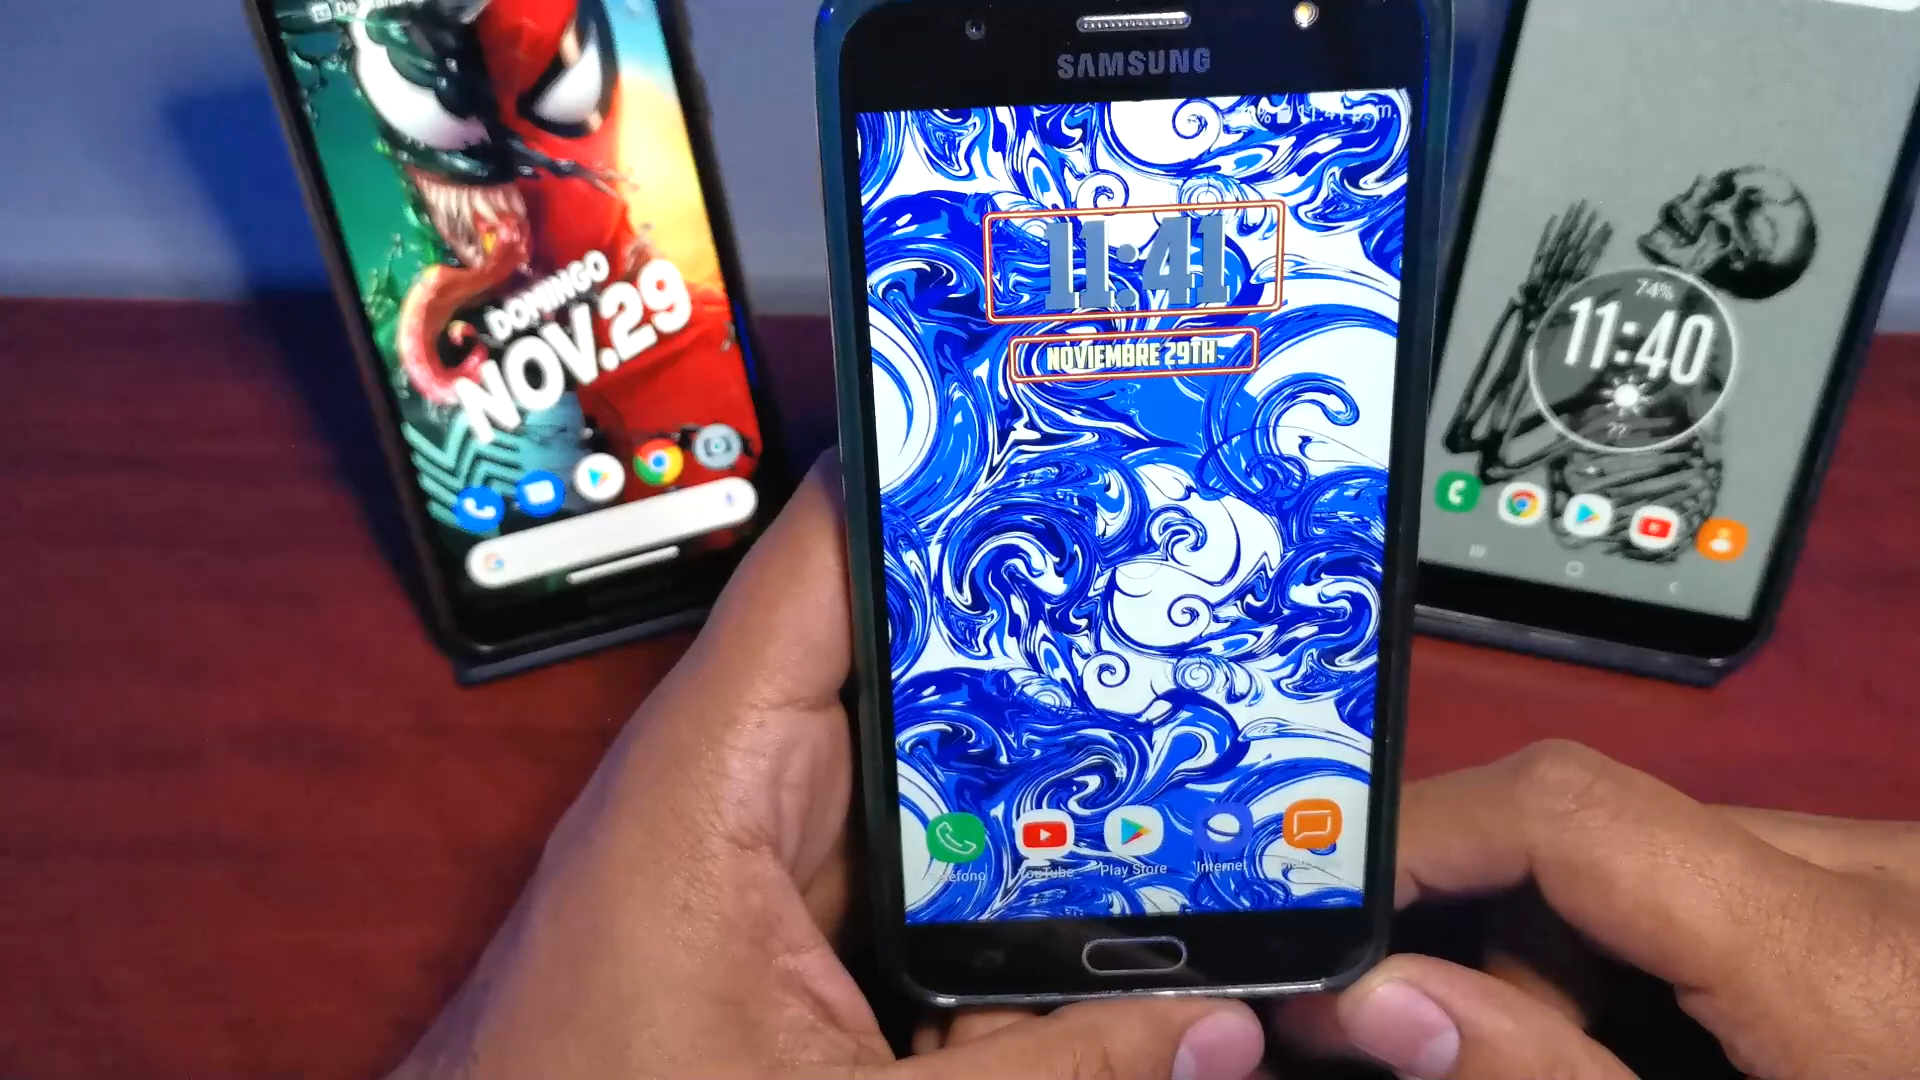 DOMINGO
NOV.29
SAMSUNG
11:41
NOVIEMBRE 29TH
YouTube
Play Store
Internet
74%
11:40
??